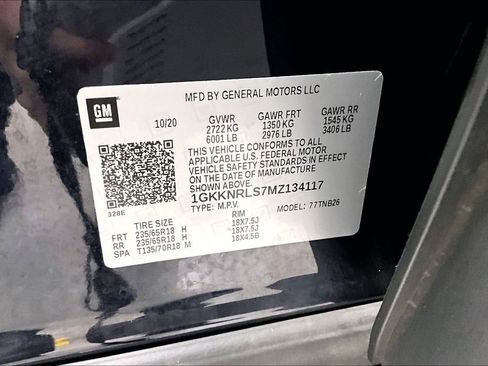 MFD BY GENERAL MOTORS LLC
GM
10/20 GVWR GAWR FRT GAWR RR
2722 KG 1350 KG 1545 KG
6001 LB 2976 LB 3406 LB
THIS VEHICLE CONFORMS TO ALL
APPLICABLE U.S. FEDERAL MOTOR
VEHICLE SAFETY STANDARDS IN EFFECT
ON THE DATE OF MANUFACTURE SHOWN ABOVE.
1GKKNRLS7MZ134117
328E TYPE: M.P.V. MODEL: 77TNB26
TIRE SIZE RIM
FRT 235/65R18 H 18X7.5J
RR 235/65R18 H 18X7.5J
SPA T135/70R18 M 18X4.5B